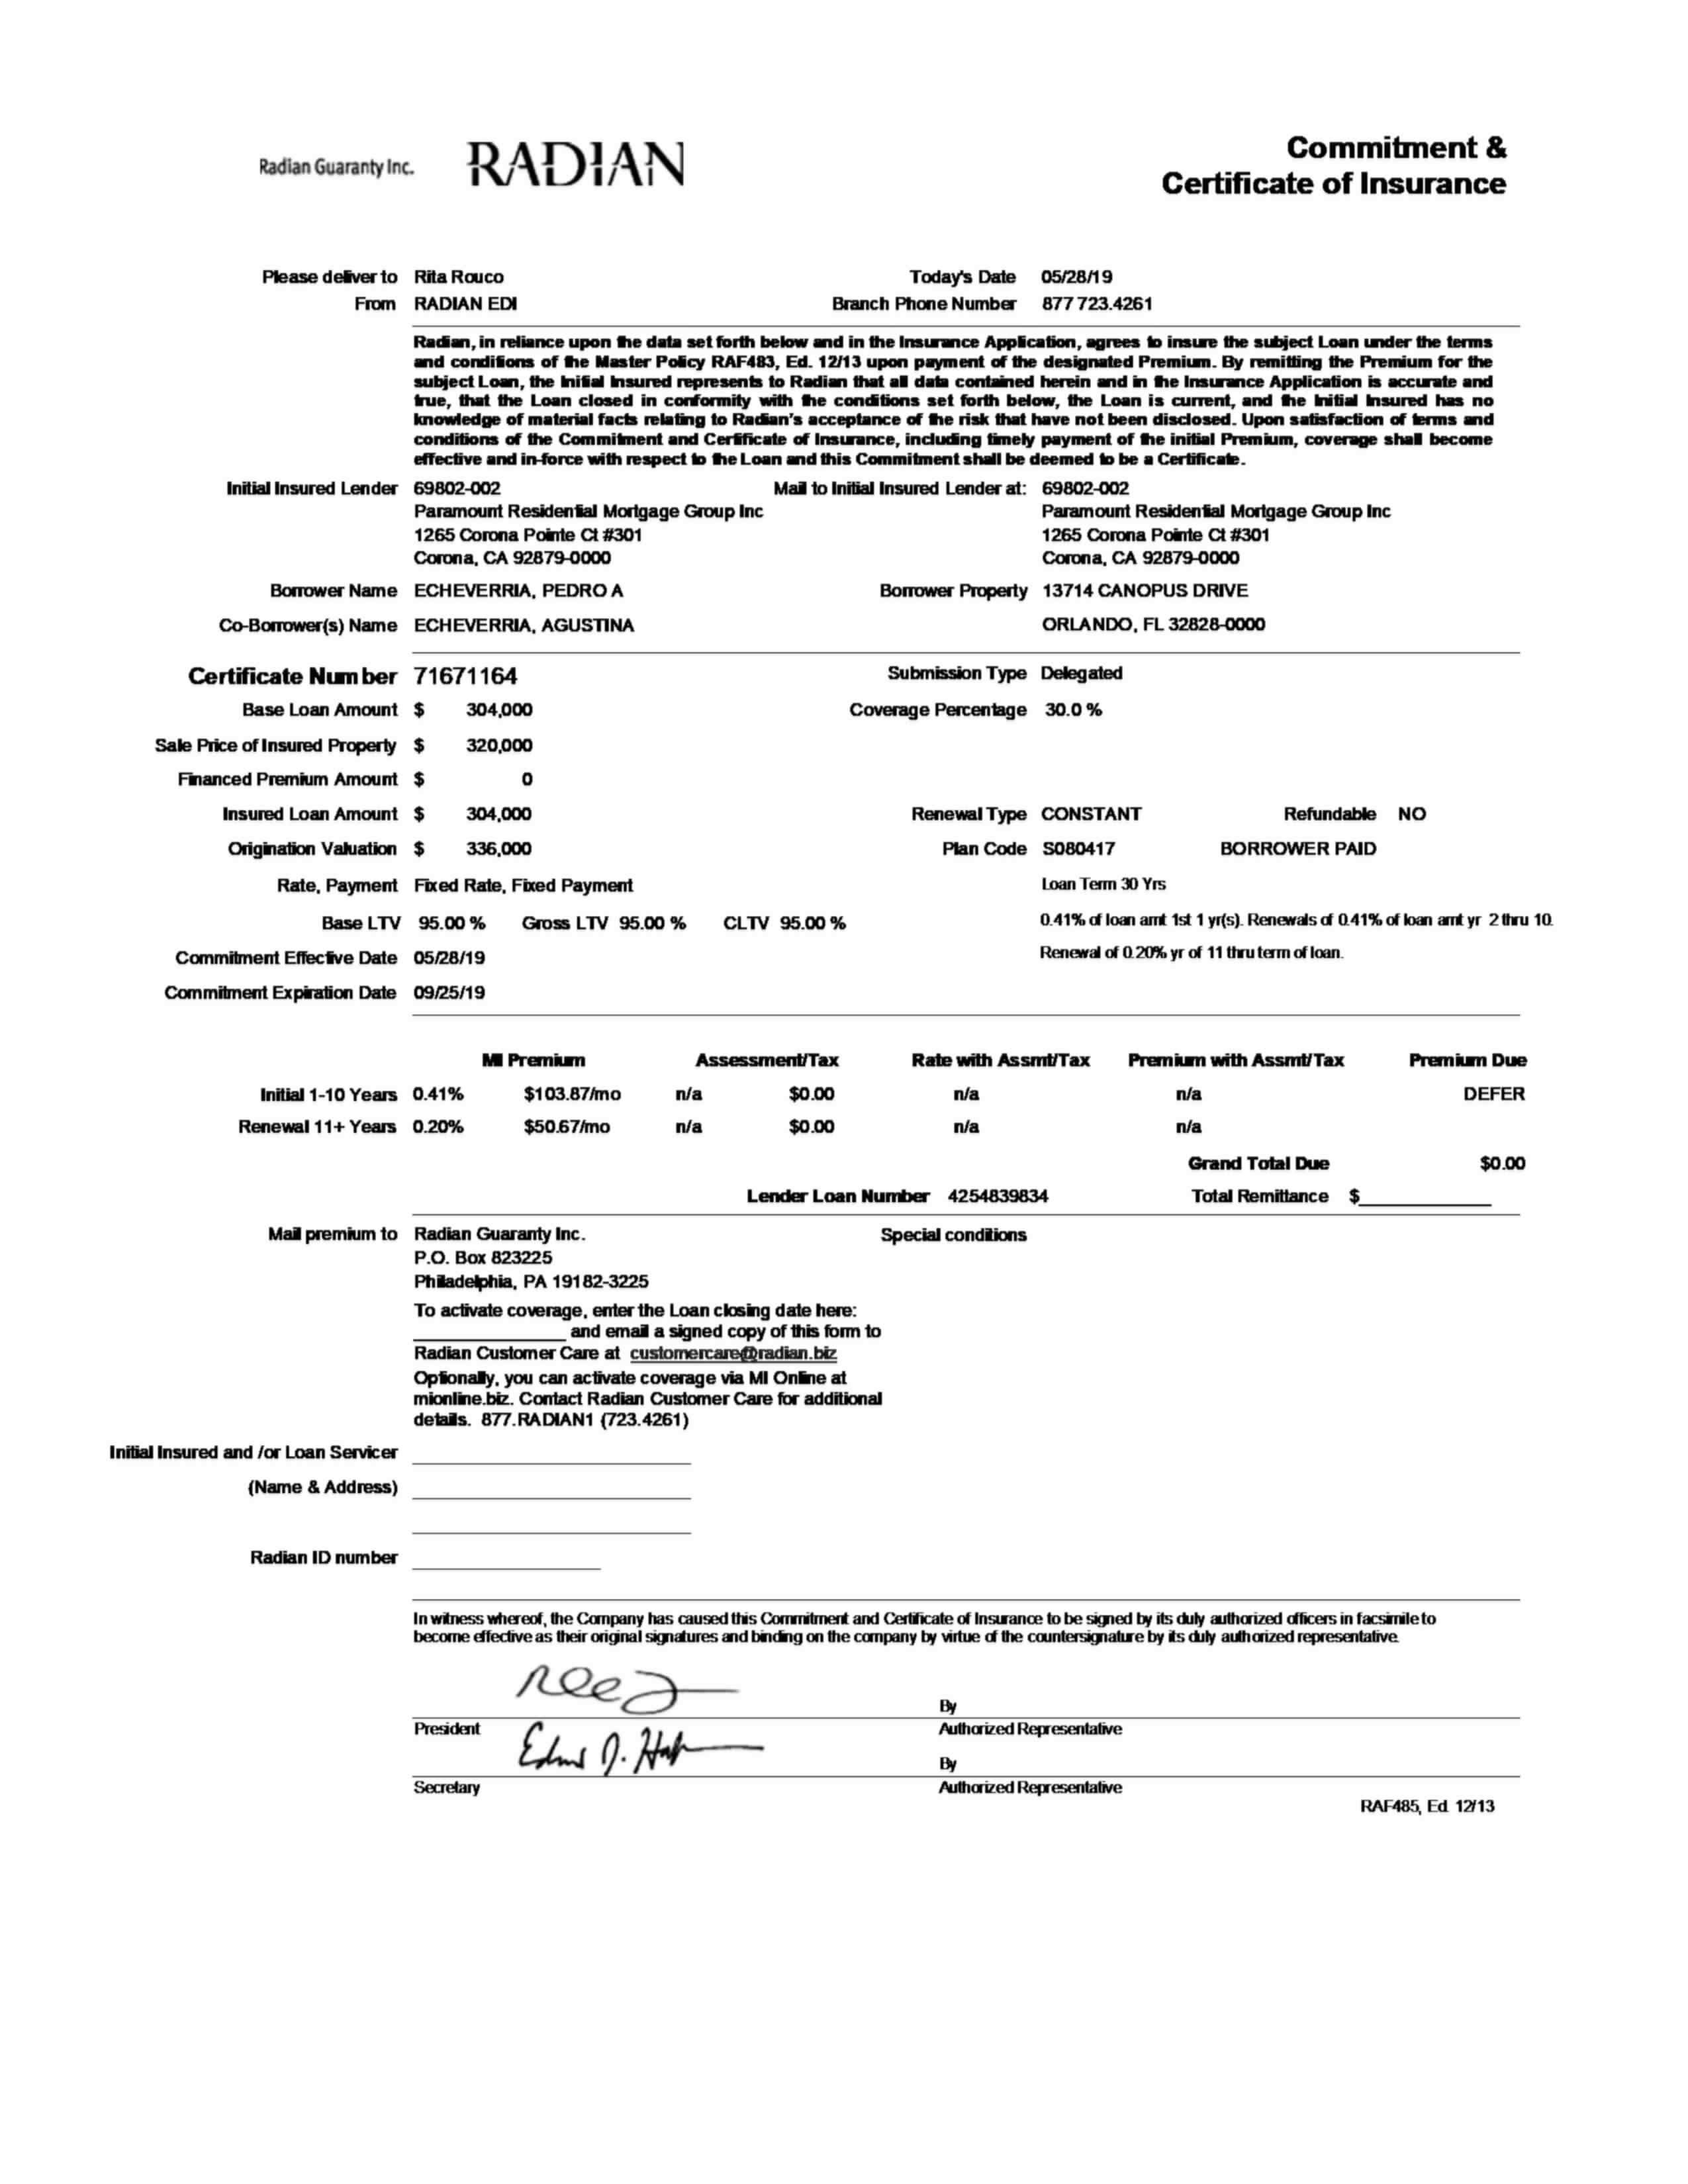 Radian Guaranty Inc. RADIAN
Commitment &
Certificate of Insurance
Please deliver to Rita Rouco Today's Date 05/28/19
From RADIAN EDI Branch Phone Number 877 723.4261
Radian, in reliance upon the data set forth below and in the Insurance Application, agrees to insure the subject Loan under the terms
and conditions of the Master Policy RAF483, Ed. 12/13 upon payment of the designated Premium. By remitting the Premium for the
subject Loan, the Initial Insured represents to Radian that all data contained herein and in the Insurance Application is accurate and
true, that the Loan closed in conformity with the conditions set forth below, the Loan is current, and the Initial Insured has no
knowledge of material facts relating to Radian's acceptance of the risk that have not been disclosed. Upon satisfaction of terms and
conditions of the Commitment and Certificate of Insurance, including timely payment of the initial Premium, coverage shall become
effective and in-force with respect to the Loan and this Commitment shall be deemed to be a Certificate.
Initial Insured Lender 69802-002 Mail to Initial Insured Lender at: 69802-002
Paramount Residential Mortgage Group Inc Paramount Residential Mortgage Group Inc
1265 Corona Pointe Ct #301 1265 Corona Pointe Ct #301
Corona, CA 92879-0000 Corona, CA 92879-0000
Borrower Name ECHEVERRIA, PEDRO A Borrower Property 13714 CANOPUS DRIVE
Co-Borrower(s) Name ECHEVERRIA, AGUSTINA ORLANDO, FL 32828-0000
Certificate Number 71671164 Submission Type Delegated
Base Loan Amount $ 304,000 Coverage Percentage 30.0 %
Sale Price of Insured Property $ 320,000
Financed Premium Amount $ 0
Insured Loan Amount $ 304,000 Renewal Type CONSTANT Refundable NO
Origination Valuation $ 336,000 Plan Code S080417 BORROWER PAID
Rate, Payment Fixed Rate, Fixed Payment Loan Term 30 Yrs
Base LTV 95.00 % Gross LTV 95.00 % CLTV 95.00 % 0.41% of loan amt 1st 1 yr(s). Renewals of 0.41% of loan amt yr 2 thru 10.
Commitment Effective Date 05/28/19 Renewal of 0.20% yr of 11 thru term of loan.
Commitment Expiration Date 09/25/19
MI Premium Assessment/Tax Rate with Assmt/Tax Premium with Assmt/Tax Premium Due
Initial 1-10 Years 0.41% $103.87/mo n/a $0.00 n/a n/a DEFER
Renewal 11+ Years 0.20% $50.67/mo n/a $0.00 n/a n/a
Grand Total Due $0.00
Lender Loan Number 4254839834 Total Remittance $
Mail premium to Radian Guaranty Inc. Special conditions
P.O. Box 823225
Philadelphia, PA 19182-3225
To activate coverage, enter the Loan closing date here:
and email a signed copy of this form to
Radian Customer Care at customercare@radian.biz
Optionally, you can activate coverage via MI Online at
mionline.biz. Contact Radian Customer Care for additional
details. 877.RADIAN1 (723.4261)
Initial Insured and /or Loan Servicer
(Name & Address)
Radian ID number
In witness whereof, the Company has caused this Commitment and Certificate of Insurance to be signed by its duly authorized officers in facsimile to
become effective as their original signatures and binding on the company by virtue of the countersignature by its duly authorized representative.
By
President Authorized Representative
By
Secretary Authorized Representative
RAF485, Ed. 12/13